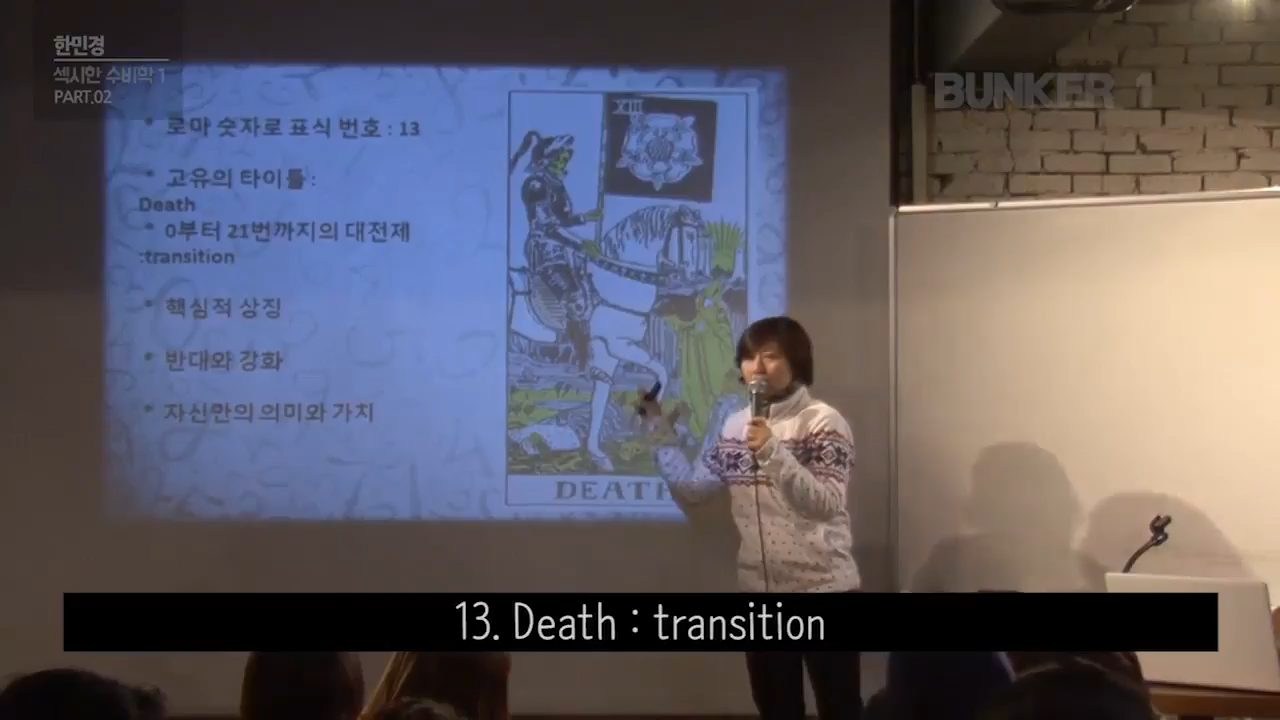 한민경
섹시한 수비학 1
PART.02
BUNKER 1
* 로마 숫자로 표식 번호 : 13
* 고유의 타이틀 :
Death
* 0부터 21번까지의 대전제
:transition
* 핵심적 상징
* 반대와 강화
* 자신만의 의미와 가치
XIII
DEATH
13. Death : transition